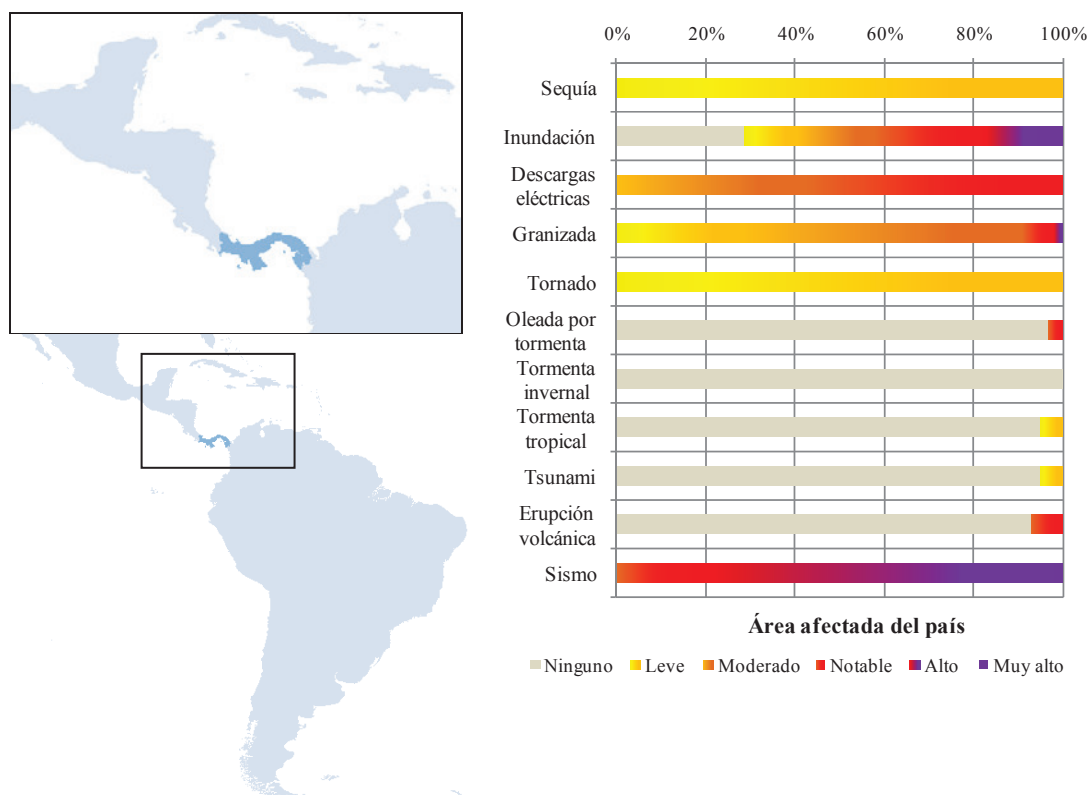 0% 20% 40% 60% 80% 100%
Sequía
Inundación
Descargas
eléctricas
Granizada
Tornado
Oleada por
tormenta
Tormenta
invernal
Tormenta
tropical
Tsunami
Erupción
volcánica
Sismo
Área afectada del país
Ninguno Leve Moderado Notable Alto Muy alto